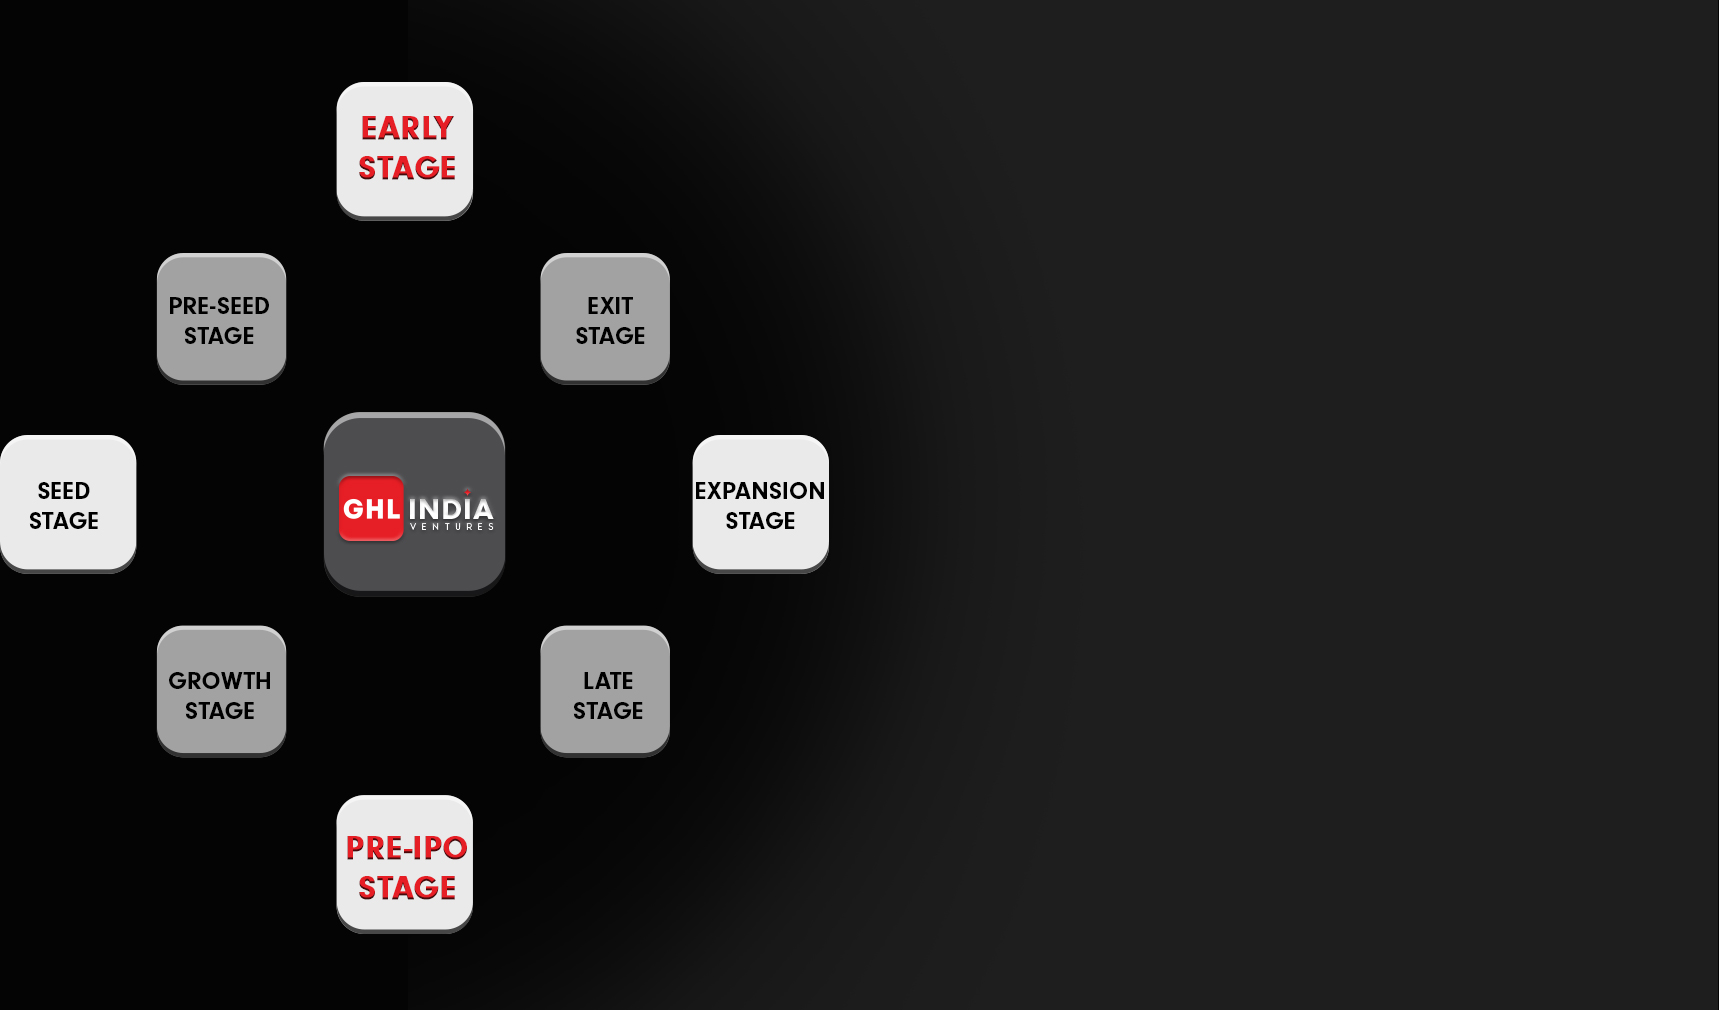 EARLY
STAGE
PRE-SEED
STAGE
EXIT
STAGE
SEED
STAGE
GHL INDIA
VENTURES
EXPANSION
STAGE
GROWTH
STAGE
LATE
STAGE
PRE-IPO
STAGE